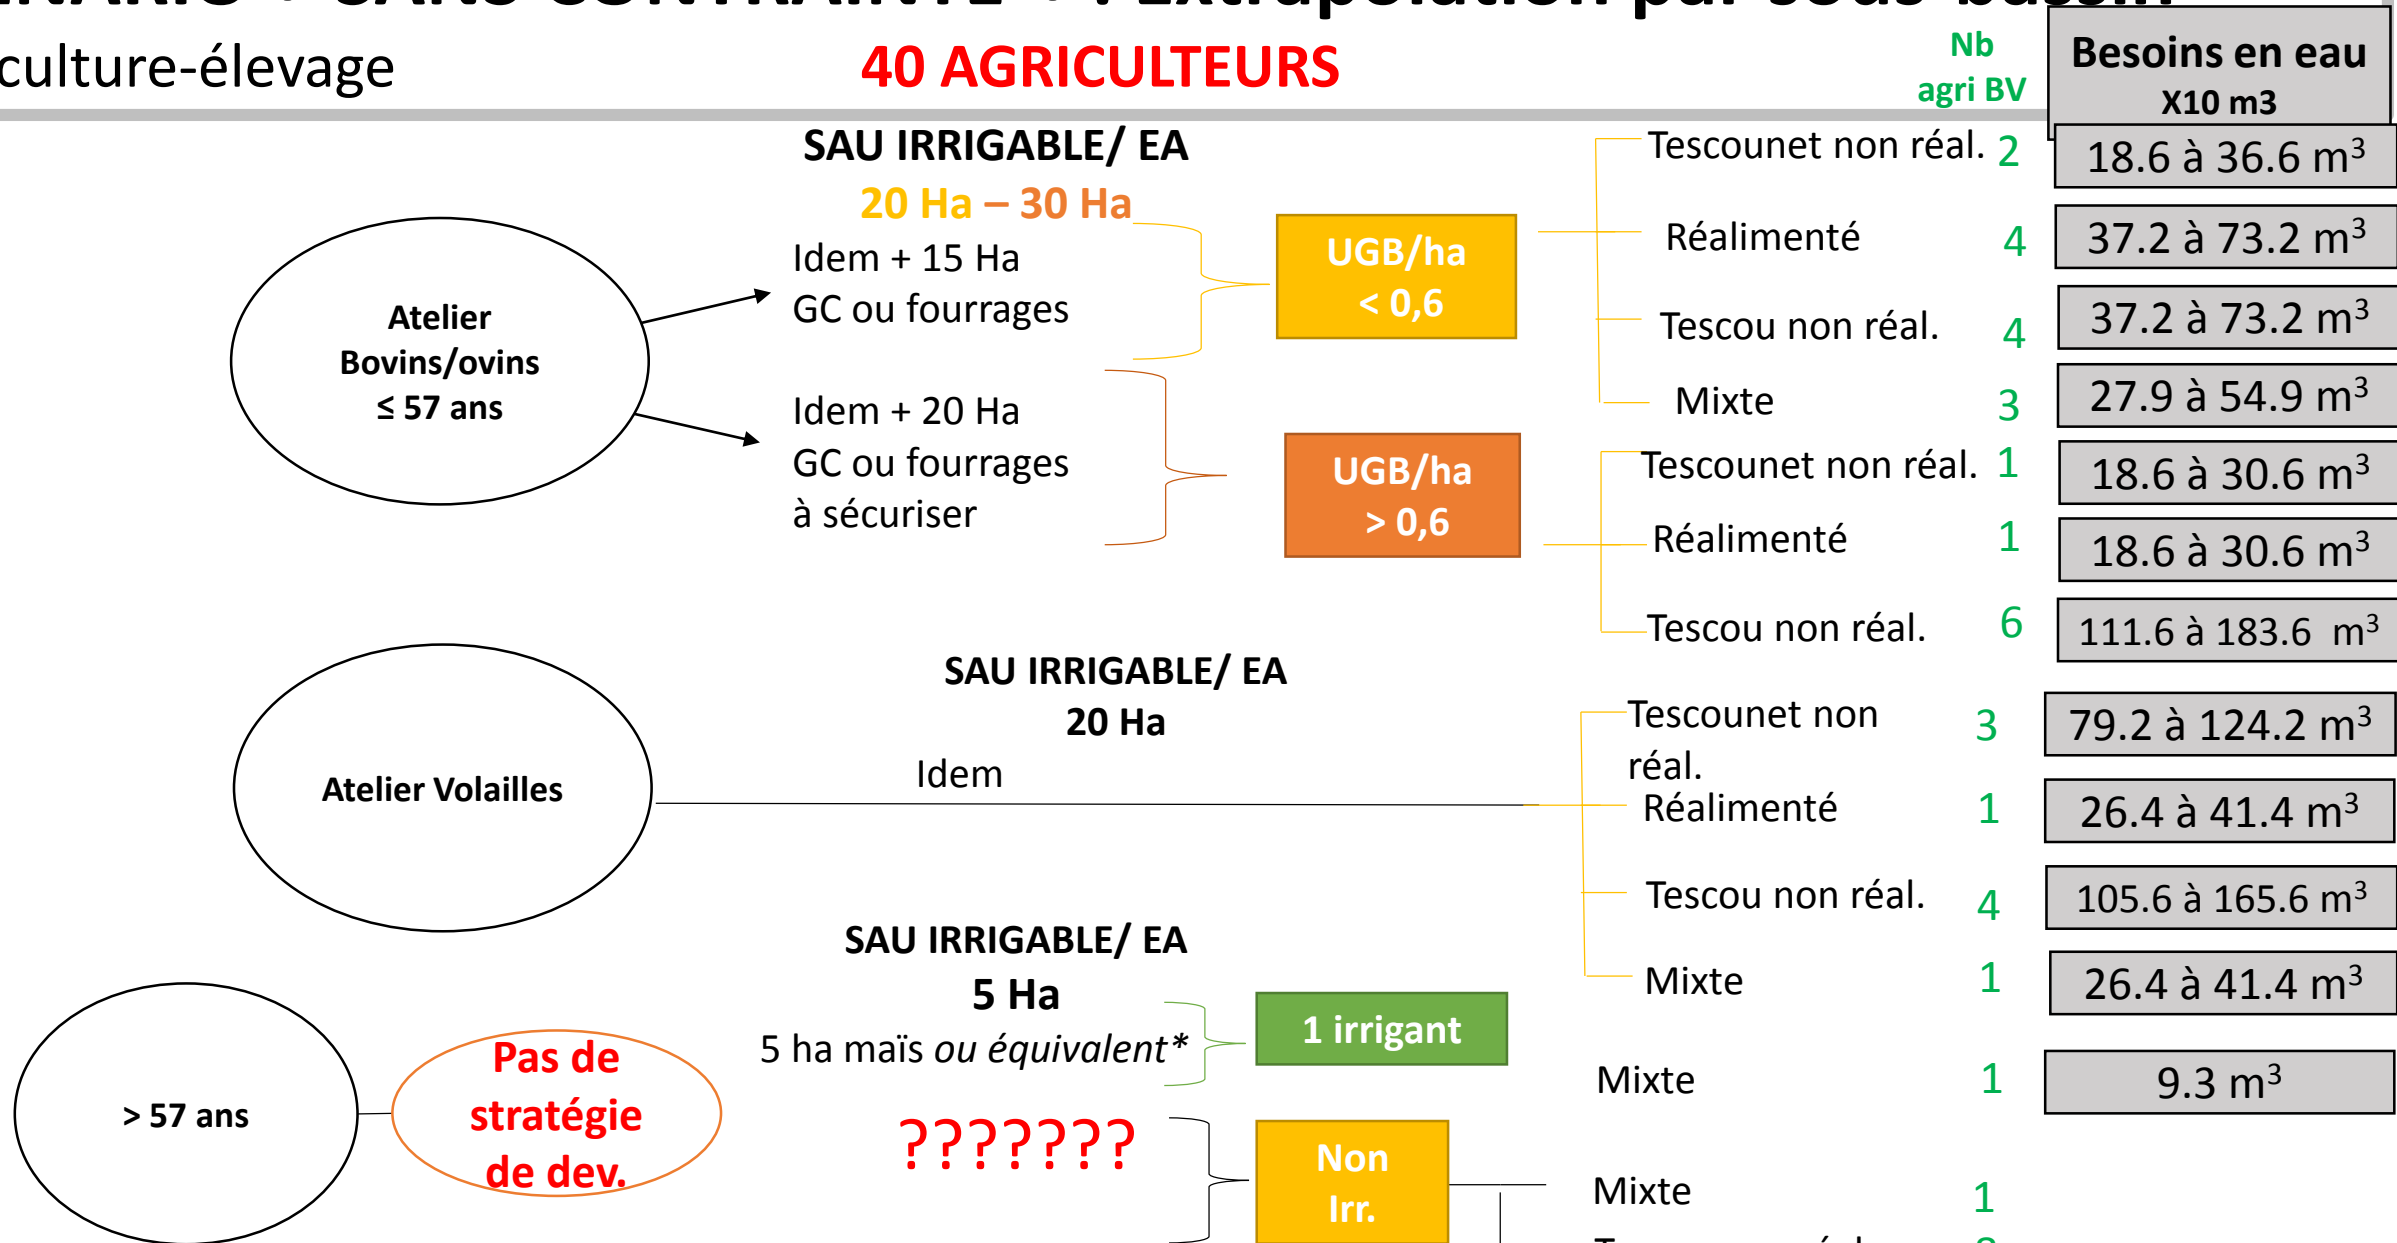 SANS CONTRAINTE : Extrapolation par sous-bassin
culture-élevage
40 AGRICULTEURS
Nb
agri BV
Besoins en eau
X10 m3
SAU IRRIGABLE/ EA
20 Ha – 30 Ha
Atelier
Bovins/ovins
≤ 57 ans
Idem + 15 Ha
GC ou fourrages
UGB/ha
< 0,6
Tescounet non réal. 2 18.6 à 36.6 m³
Réalimenté 4 37.2 à 73.2 m³
Tescou non réal. 4 37.2 à 73.2 m³
Mixte 3 27.9 à 54.9 m³
Idem + 20 Ha
GC ou fourrages
à sécuriser
UGB/ha
> 0,6
Tescounet non réal. 1 18.6 à 30.6 m³
Réalimenté 1 18.6 à 30.6 m³
Tescou non réal. 6 111.6 à 183.6 m³
SAU IRRIGABLE/ EA
20 Ha
Atelier Volailles
Idem
Tescounet non
réal.
3 79.2 à 124.2 m³
Réalimenté 1 26.4 à 41.4 m³
Tescou non réal. 4 105.6 à 165.6 m³
Mixte 1 26.4 à 41.4 m³
SAU IRRIGABLE/ EA
5 Ha
5 ha maïs ou équivalent*
1 irrigant
Mixte 1 9.3 m³
> 57 ans
Pas de
stratégie
de dev.
???????
Non
Irr.
Mixte 1